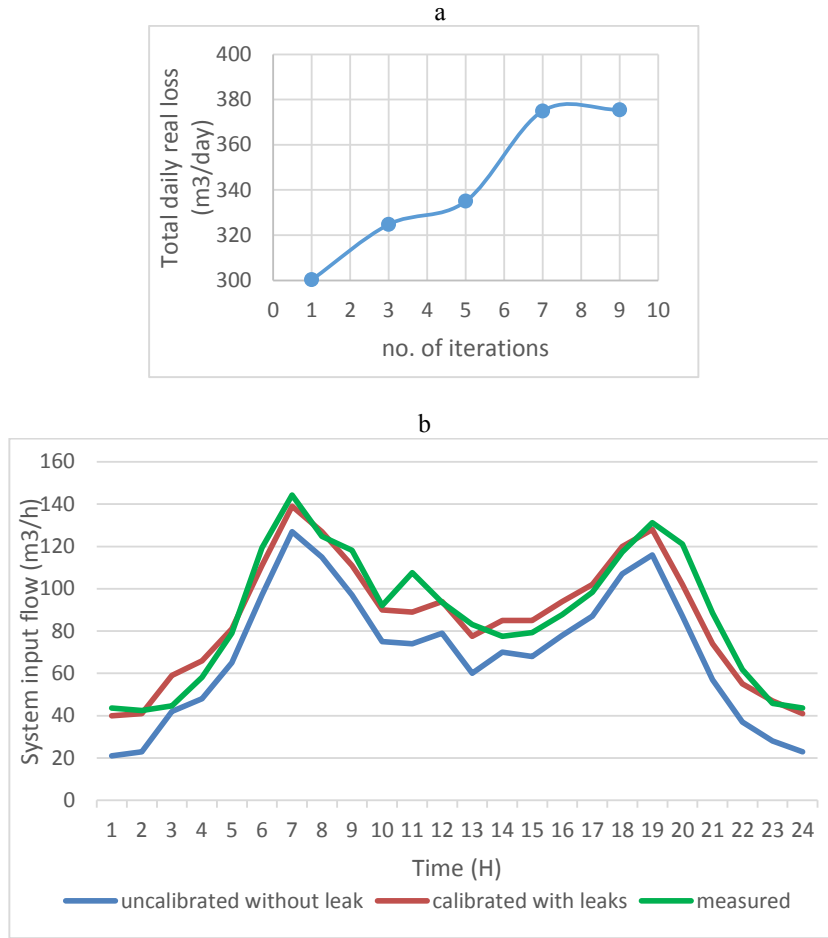 a
400
380
360
340
320
300
0 1 2 3 4 5 6 7 8 9 10
Total daily real loss
(m3/day)
no. of iterations
b
160
140
120
100
80
60
40
20
0
1 2 3 4 5 6 7 8 9 10 11 12 13 14 15 16 17 18 19 20 21 22 23 24
System input flow (m3/h)
Time (H)
uncalibrated without leak calibrated with leaks measured